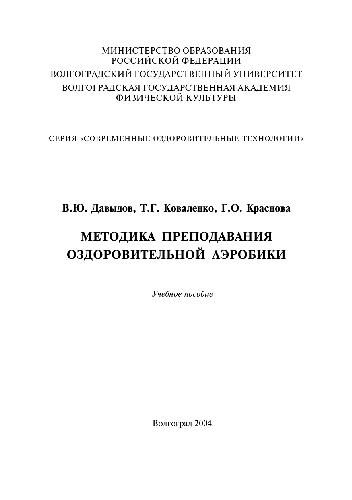 МИНИСТЕРСТВО ОБРАЗОВАНИЯ
РОССИЙСКОЙ ФЕДЕРАЦИИ
ВОЛГОГРАДСКИЙ ГОСУДАРСТВЕННЫЙ УНИВЕРСИТЕТ
ВОЛГОГРАДСКАЯ ГОСУДАРСТВЕННАЯ АКАДЕМИЯ
ФИЗИЧЕСКОЙ КУЛЬТУРЫ
СЕРИЯ «СОВРЕМЕННЫЕ ОЗДОРОВИТЕЛЬНЫЕ ТЕХНОЛОГИИ»
В.Ю. Давыдов, Т.Г. Коваленко, Г.О. Краснова
МЕТОДИКА ПРЕПОДАВАНИЯ
ОЗДОРОВИТЕЛЬНОЙ АЭРОБИКИ
Учебное пособие
Волгоград 2004